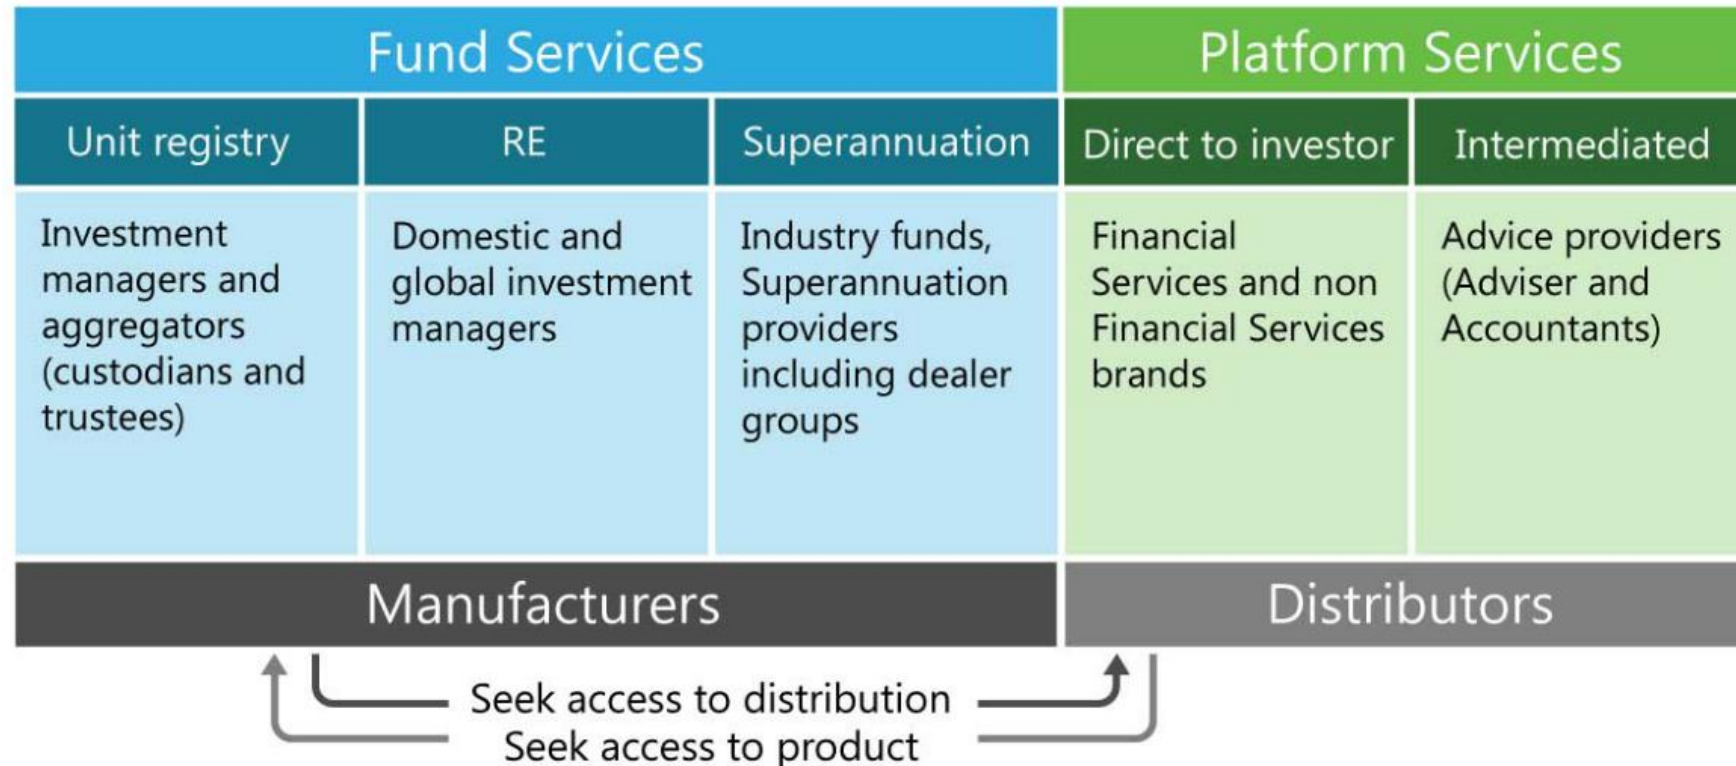 Fund Services
Platform Services
Unit registry
RE
Superannuation
Direct to investor
Intermediated
Investment
managers and
aggregators
(custodians and
trustees)
Domestic and
global investment
managers
Industry funds,
Superannuation
providers
including dealer
groups
Financial
Services and non
Financial Services
brands
Advice providers
(Adviser and
Accountants)
Manufacturers
Distributors
Seek access to distribution
Seek access to product